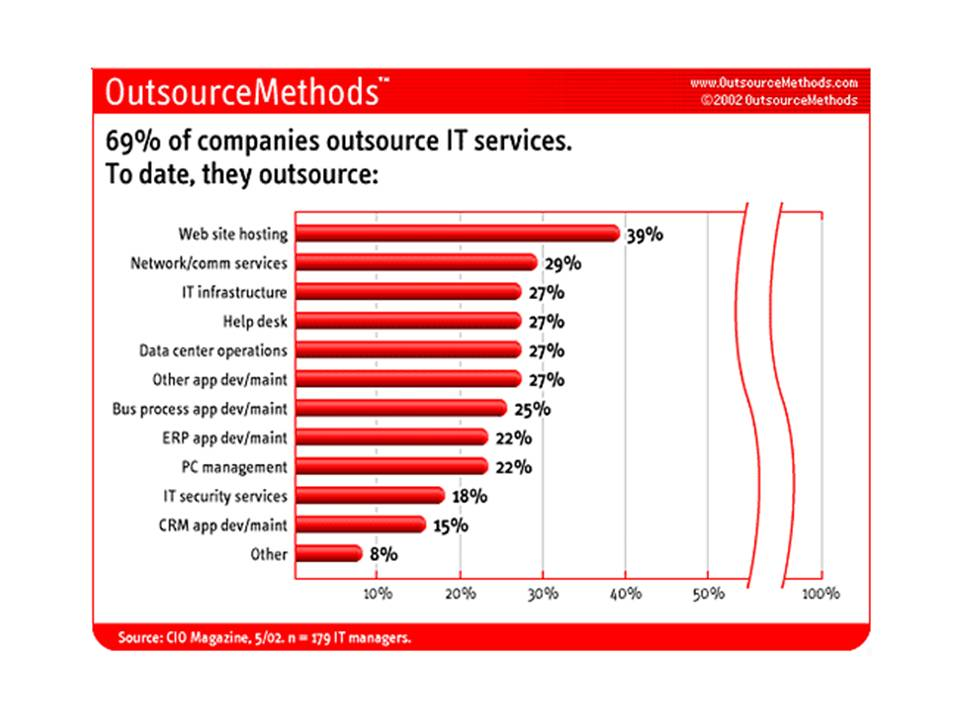 OutsourceMethods™
www.OutsourceMethods.com
©2002 OutsourceMethods
69% of companies outsource IT services.
To date, they outsource:
Web site hosting 39%
Network/comm services 29%
IT infrastructure 27%
Help desk 27%
Data center operations 27%
Other app dev/maint 27%
Bus process app dev/maint 25%
ERP app dev/maint 22%
PC management 22%
IT security services 18%
CRM app dev/maint 15%
Other 8%
10% 20% 30% 40% 50% 100%
Source: CIO Magazine, 5/02. n = 179 IT managers.